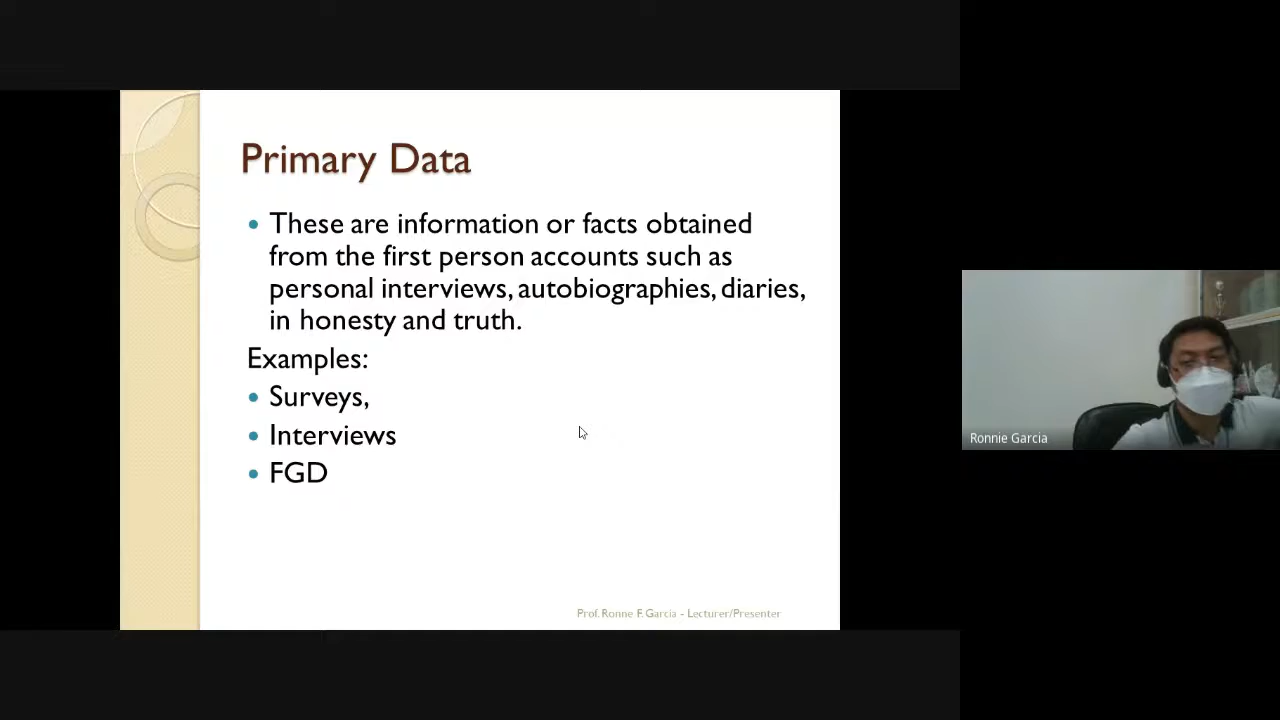 Primary Data
These are information or facts obtained
from the first person accounts such as
personal interviews, autobiographies, diaries,
in honesty and truth.
Examples:
Surveys,
Interviews
FGD
Prof. Ronne F. Garcia - Lecturer/Presenter
Ronnie Garcia